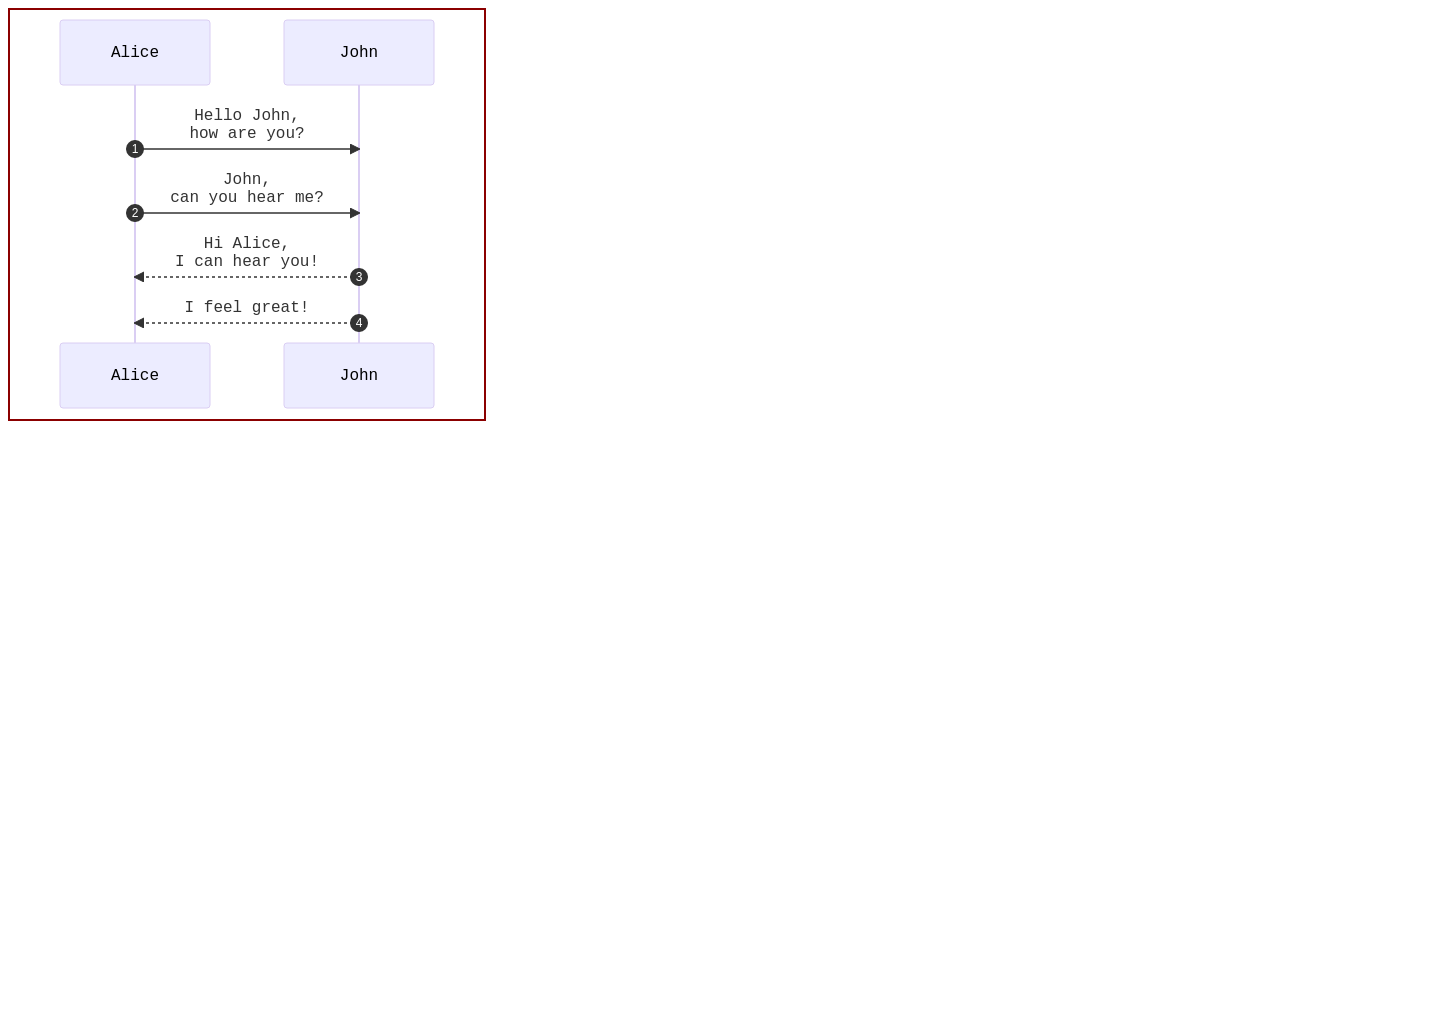 Alice
John
Hello John,
how are you?
1
John,
can you hear me?
2
Hi Alice,
I can hear you!
3
I feel great!
4
Alice
John